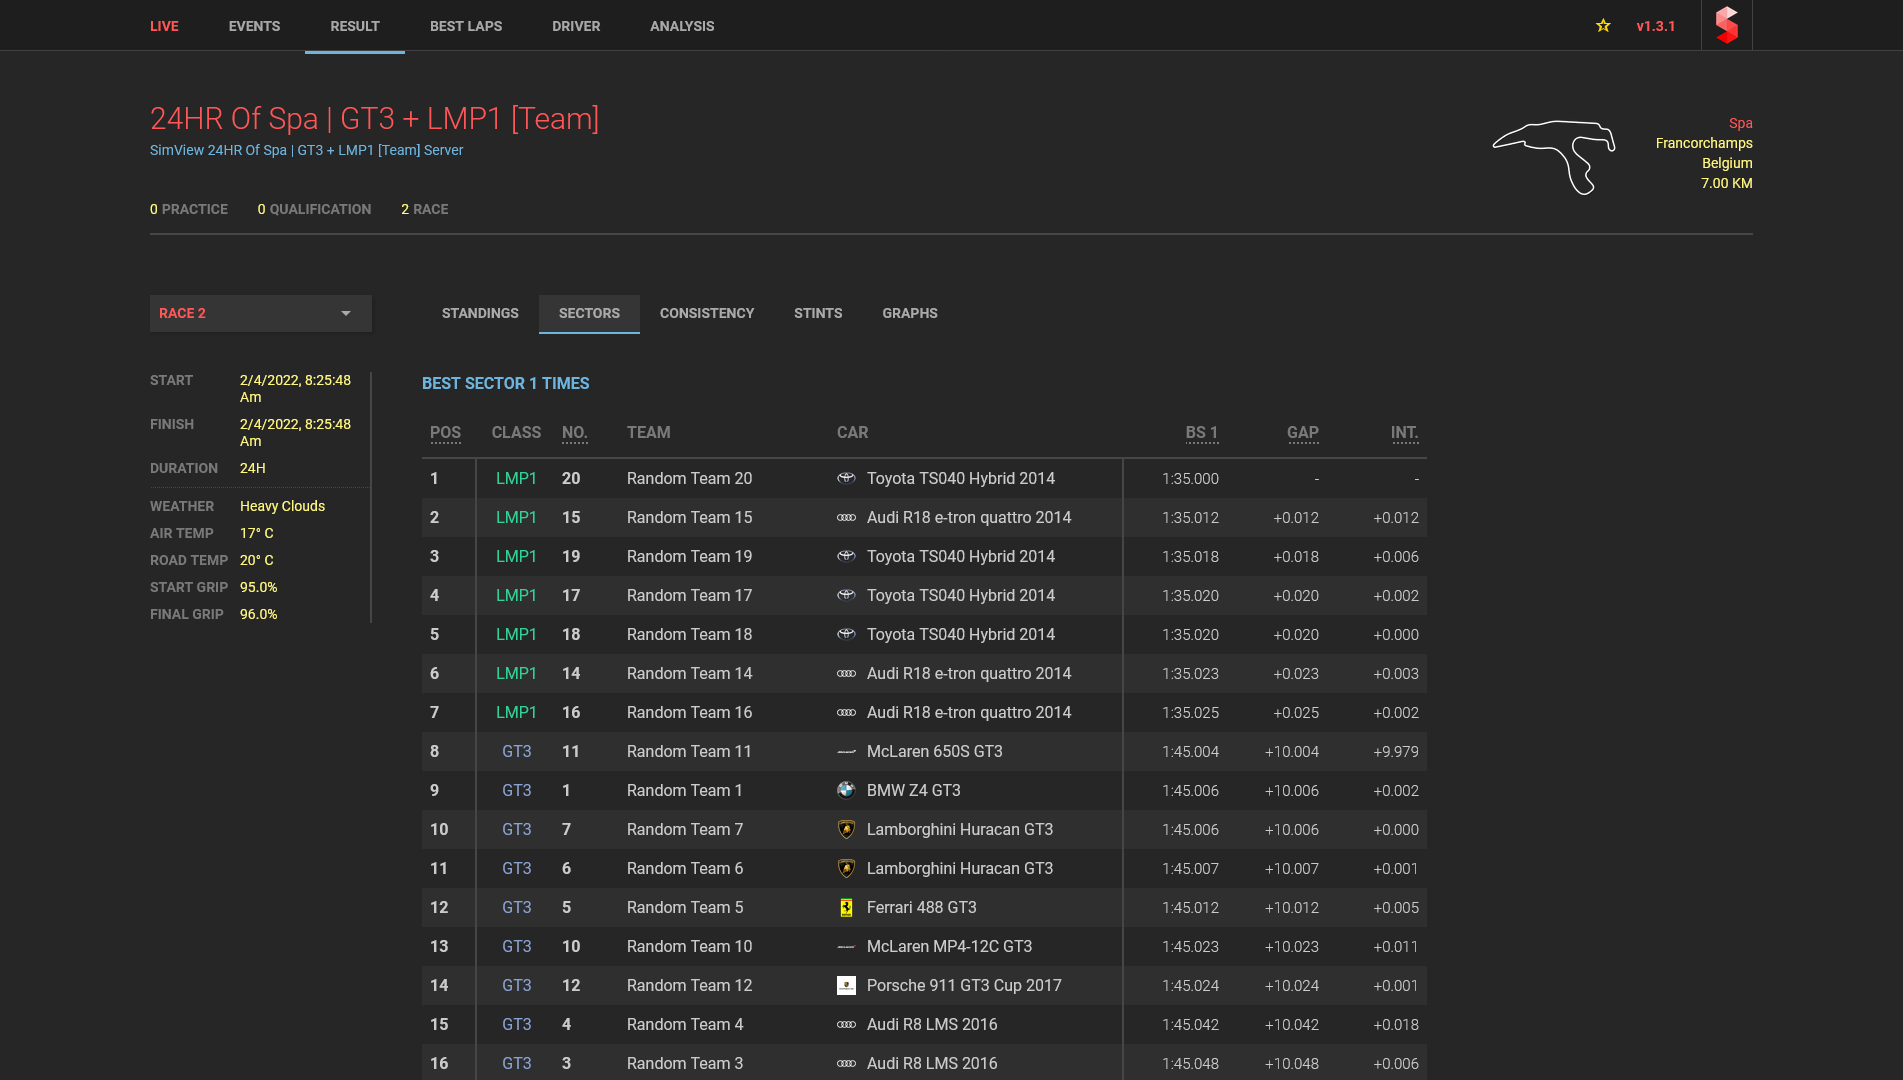 LIVE EVENTS RESULT BEST LAPS DRIVER ANALYSIS v1.3.1
24HR Of Spa | GT3 + LMP1 [Team]
SimView 24HR Of Spa | GT3 + LMP1 [Team] Server
Spa
Francorchamps
Belgium
7.00 KM
0 PRACTICE 0 QUALIFICATION 2 RACE
RACE 2
STANDINGS SECTORS CONSISTENCY STINTS GRAPHS
START 2/4/2022, 8:25:48
Am
FINISH 2/4/2022, 8:25:48
Am
DURATION 24H
WEATHER Heavy Clouds
AIR TEMP 17° C
ROAD TEMP 20° C
START GRIP 95.0%
FINAL GRIP 96.0%
BEST SECTOR 1 TIMES
POS CLASS NO. TEAM CAR BS 1 GAP INT.
1 LMP1 20 Random Team 20 Toyota TS040 Hybrid 2014 1:35.000 - -
2 LMP1 15 Random Team 15 Audi R18 e-tron quattro 2014 1:35.012 +0.012 +0.012
3 LMP1 19 Random Team 19 Toyota TS040 Hybrid 2014 1:35.018 +0.018 +0.006
4 LMP1 17 Random Team 17 Toyota TS040 Hybrid 2014 1:35.020 +0.020 +0.002
5 LMP1 18 Random Team 18 Toyota TS040 Hybrid 2014 1:35.020 +0.020 +0.000
6 LMP1 14 Random Team 14 Audi R18 e-tron quattro 2014 1:35.023 +0.023 +0.003
7 LMP1 16 Random Team 16 Audi R18 e-tron quattro 2014 1:35.025 +0.025 +0.002
8 GT3 11 Random Team 11 McLaren 650S GT3 1:45.004 +10.004 +9.979
9 GT3 1 Random Team 1 BMW Z4 GT3 1:45.006 +10.006 +0.002
10 GT3 7 Random Team 7 Lamborghini Huracan GT3 1:45.006 +10.006 +0.000
11 GT3 6 Random Team 6 Lamborghini Huracan GT3 1:45.007 +10.007 +0.001
12 GT3 5 Random Team 5 Ferrari 488 GT3 1:45.012 +10.012 +0.005
13 GT3 10 Random Team 10 McLaren MP4-12C GT3 1:45.023 +10.023 +0.011
14 GT3 12 Random Team 12 Porsche 911 GT3 Cup 2017 1:45.024 +10.024 +0.001
15 GT3 4 Random Team 4 Audi R8 LMS 2016 1:45.042 +10.042 +0.018
16 GT3 3 Random Team 3 Audi R8 LMS 2016 1:45.048 +10.048 +0.006